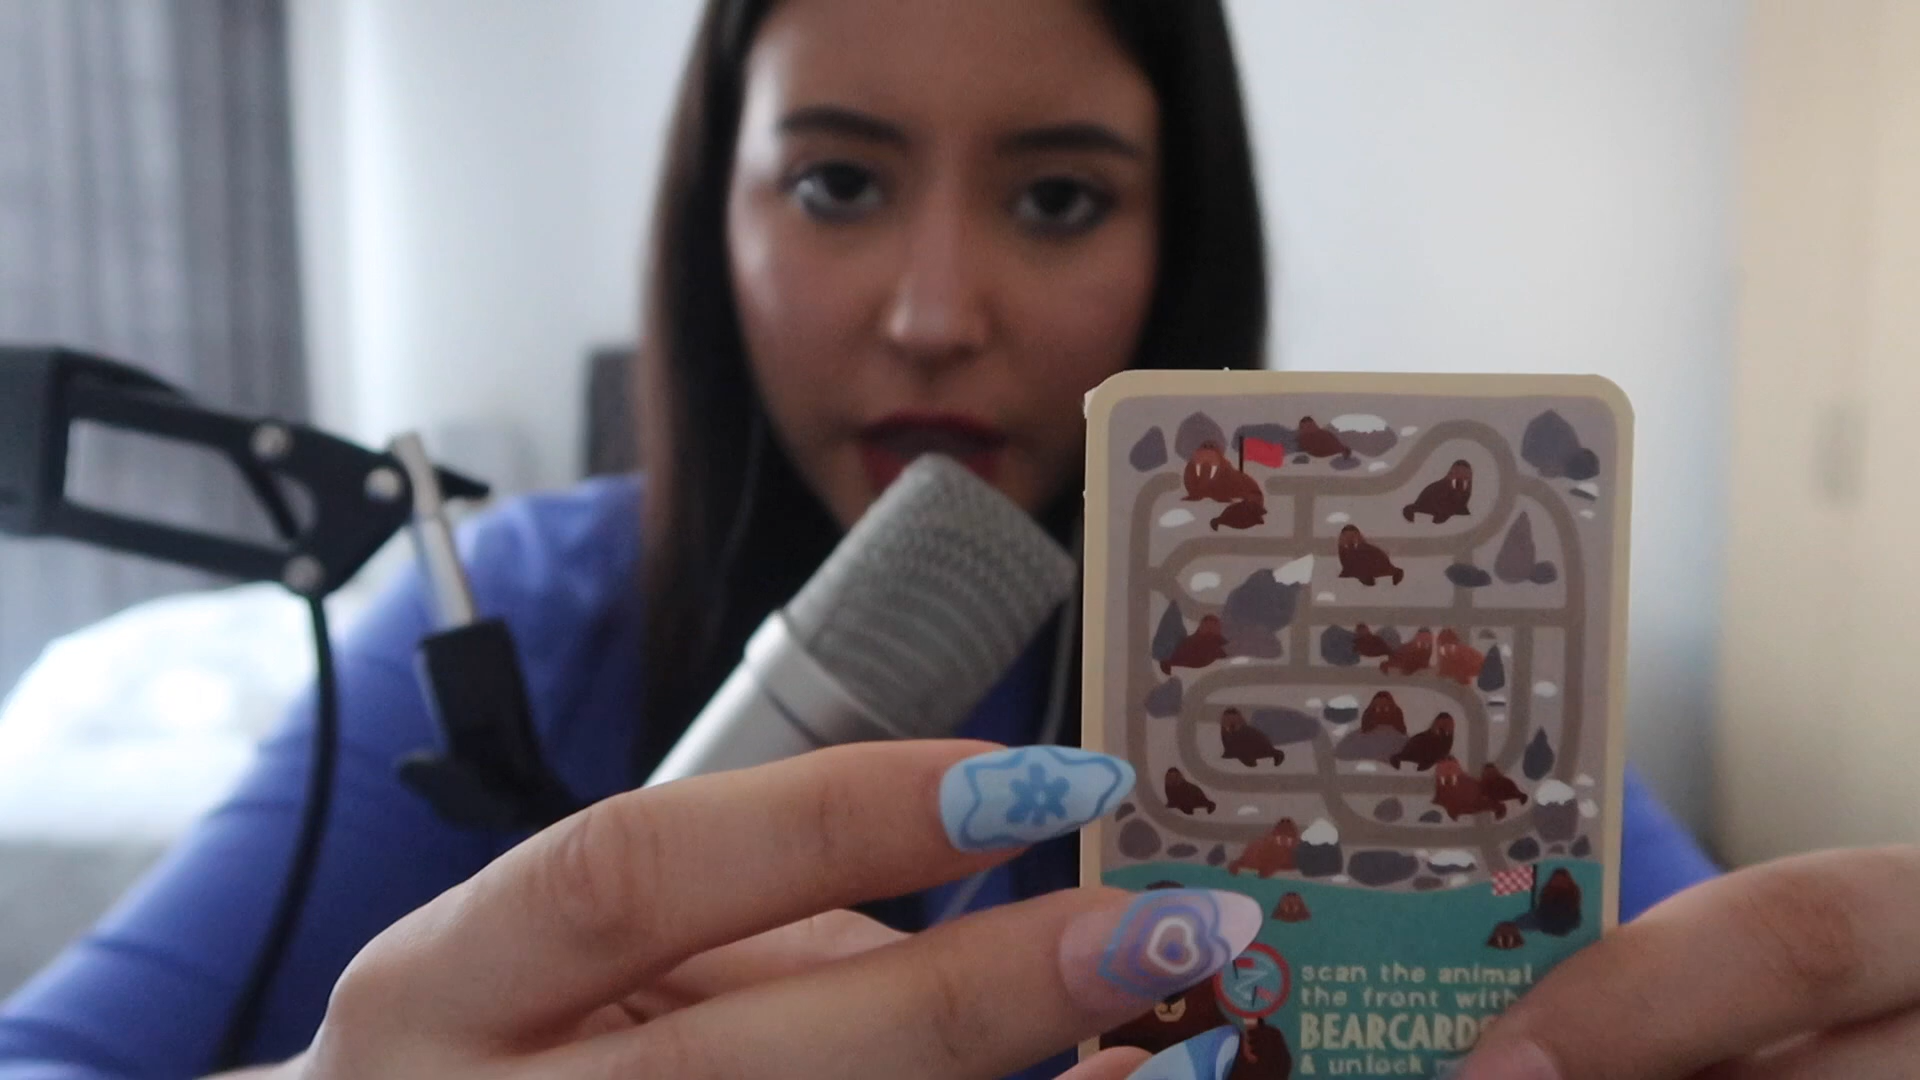 scan the animal
the front with
BEARCARDS
& unlock